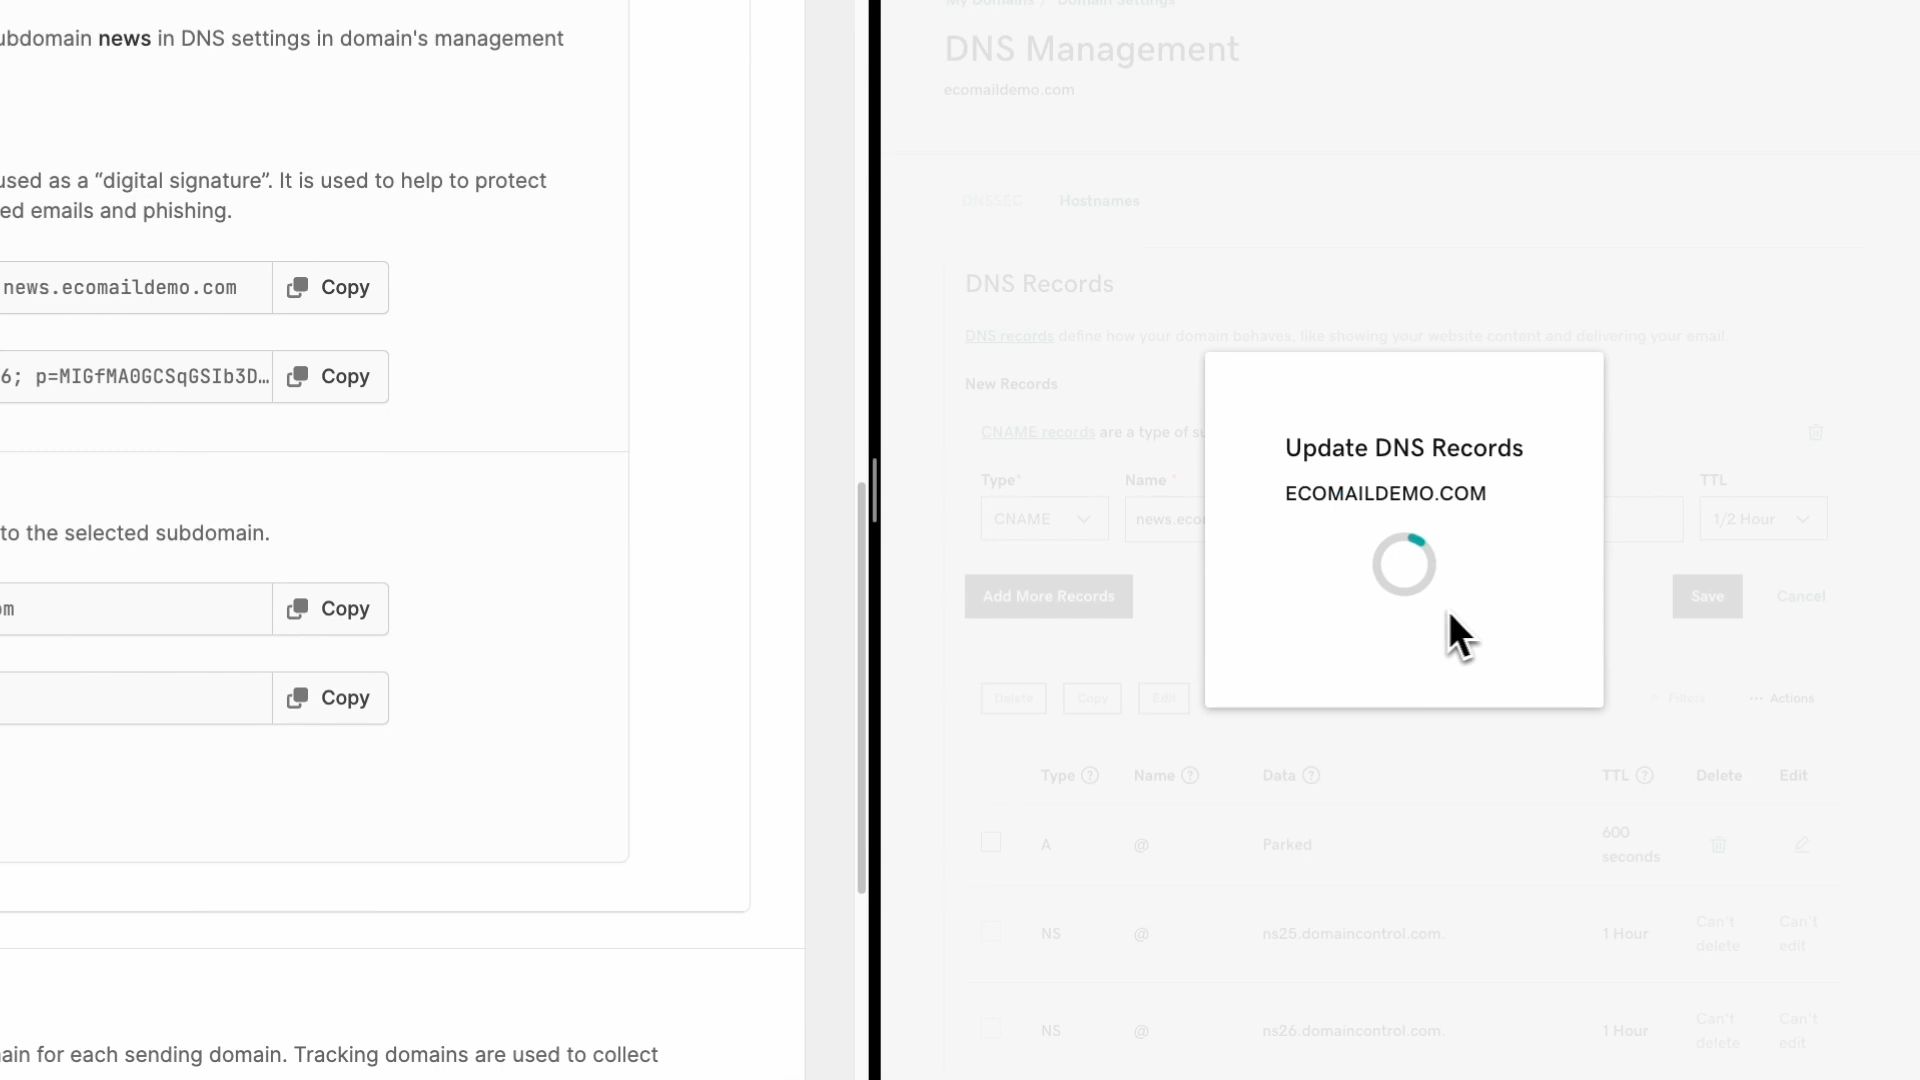 ubdomain news in DNS settings in domain's management
used as a “digital signature”. It is used to help to protect
ed emails and phishing.
news.ecomaildemo.com
Copy
6; p=MIGfMA0GCSqGSIb3D…
Copy
to the selected subdomain.
om
Copy
Copy
ain for each sending domain. Tracking domains are used to collect
My Domains / Domain Settings
DNS Management
ecomaildemo.com
DNSSEC
Hostnames
DNS Records
DNS records define how your domain behaves, like showing your website content and delivering your email.
New Records
CNAME records are a type of su
Type*
Name *
TTL
CNAME
news.ecom
1/2 Hour
Add More Records
Save
Cancel
Update DNS Records
ECOMAILDEMO.COM
Delete
Copy
Edit
Filters
··· Actions
Type
Name
Data
TTL
Delete
Edit
A
@
Parked
600
seconds
NS
@
ns25.domaincontrol.com.
1 Hour
Can't
delete
Can't
edit
NS
@
ns26.domaincontrol.com.
1 Hour
Can't
delete
Can't
edit